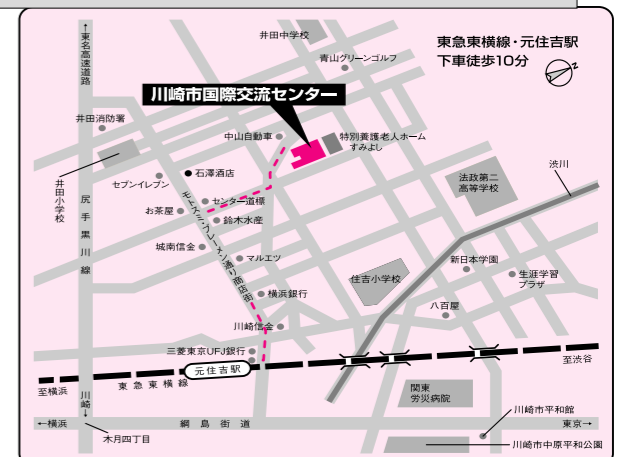 ↑東名高速道路
井田中学校
青山グリーンゴルフ
東急東横線・元住吉駅
下車徒歩10分
N
川崎市国際交流センター
井田消防署
中山自動車
特別養護老人ホーム
すみよし
井田小学校
セブンイレブン
石澤酒店
法政第二
高等学校
渋川
尻手黒川線
お茶屋
センター道標
鈴木水産
モトスミ・ブレーメン通り商店街
城南信金
マルエツ
住吉小学校
新日本学園
生涯学習
プラザ
横浜銀行
八百屋
川崎信金
三菱東京UFJ銀行
元住吉駅
至渋谷
至横浜
東急東横線
関東
労災病院
川崎↓
川崎市平和館
←横浜
綱島街道
東京→
木月四丁目
川崎市中原平和公園